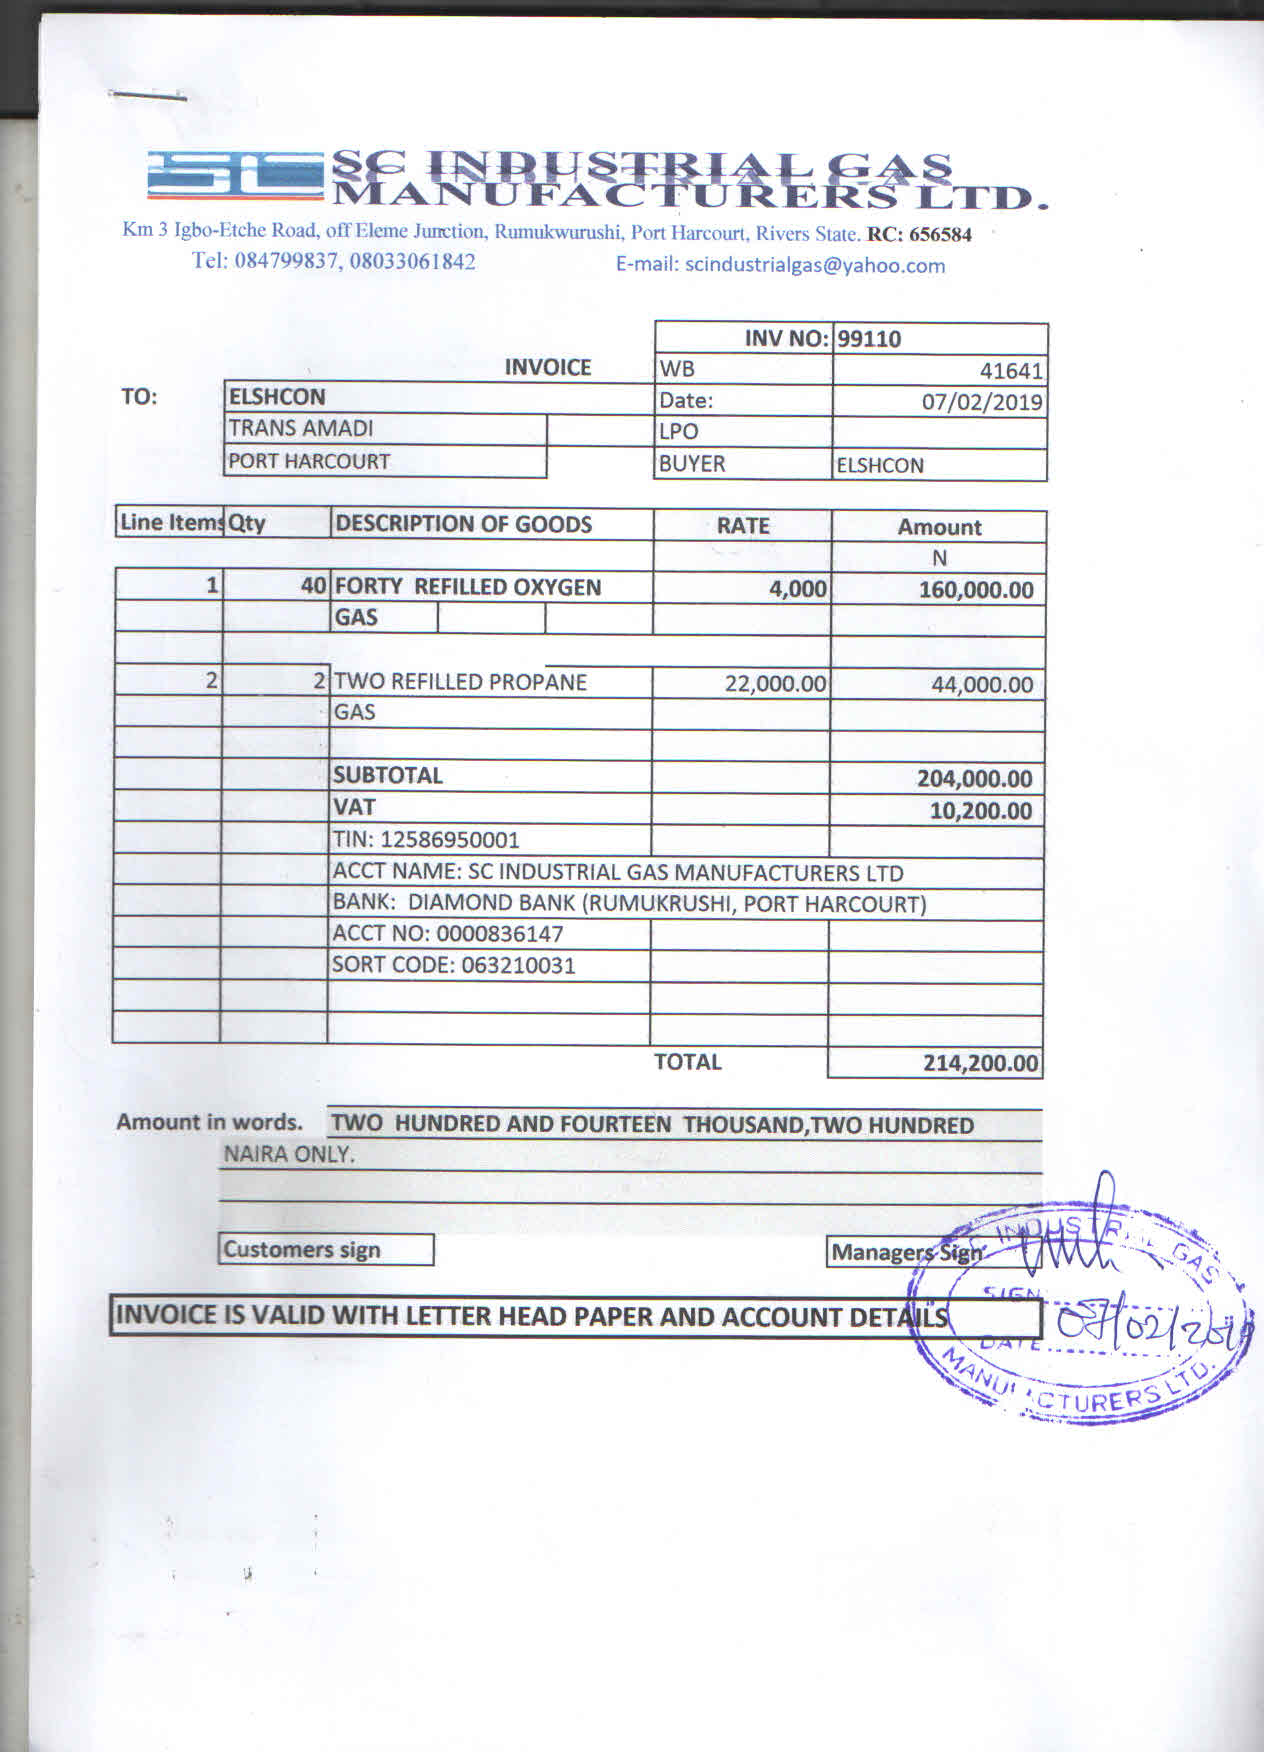 SC INDUSTRIAL GAS
MANUFACTURERS LTD.
Km 3 Igbo-Etche Road, off Eleme Junction, Rumukwurushi, Port Harcourt, Rivers State. RC: 656584
Tel: 084799837, 08033061842 E-mail: scindustrialgas@yahoo.com
INV NO: 99110
INVOICE WB 41641
TO: ELSHCON Date: 07/02/2019
TRANS AMADI LPO
PORT HARCOURT BUYER ELSHCON
Line Items Qty DESCRIPTION OF GOODS RATE Amount
N
1 40 FORTY REFILLED OXYGEN 4,000 160,000.00
GAS
2 2 TWO REFILLED PROPANE 22,000.00 44,000.00
GAS
SUBTOTAL 204,000.00
VAT 10,200.00
TIN: 12586950001
ACCT NAME: SC INDUSTRIAL GAS MANUFACTURERS LTD
BANK: DIAMOND BANK (RUMUKRUSHI, PORT HARCOURT)
ACCT NO: 0000836147
SORT CODE: 063210031
TOTAL 214,200.00
Amount in words. TWO HUNDRED AND FOURTEEN THOUSAND,TWO HUNDRED
NAIRA ONLY.
Customers sign Managers Sign
INVOICE IS VALID WITH LETTER HEAD PAPER AND ACCOUNT DETAILS
SC INDUSTRIAL GAS
SIGN
DATE
MANUFACTURERS LTD.